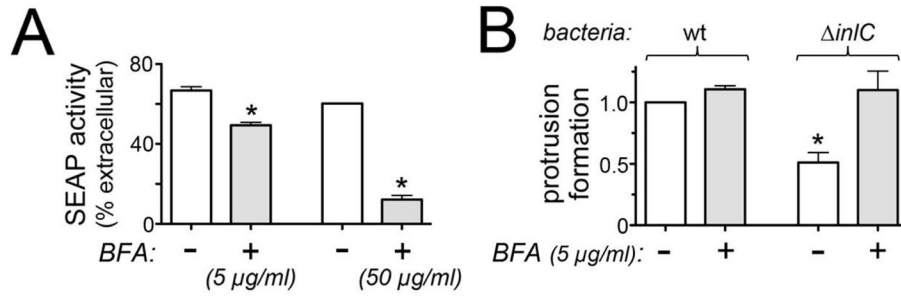 A
SEAP activity
(% extracellular)
80
40
0
BFA: - + - +
(5 µg/ml) (50 µg/ml)
* *
B
bacteria: wt ΔinlC
protrusion
formation
1.0
0.5
0
*
BFA (5 µg/ml): - + - +